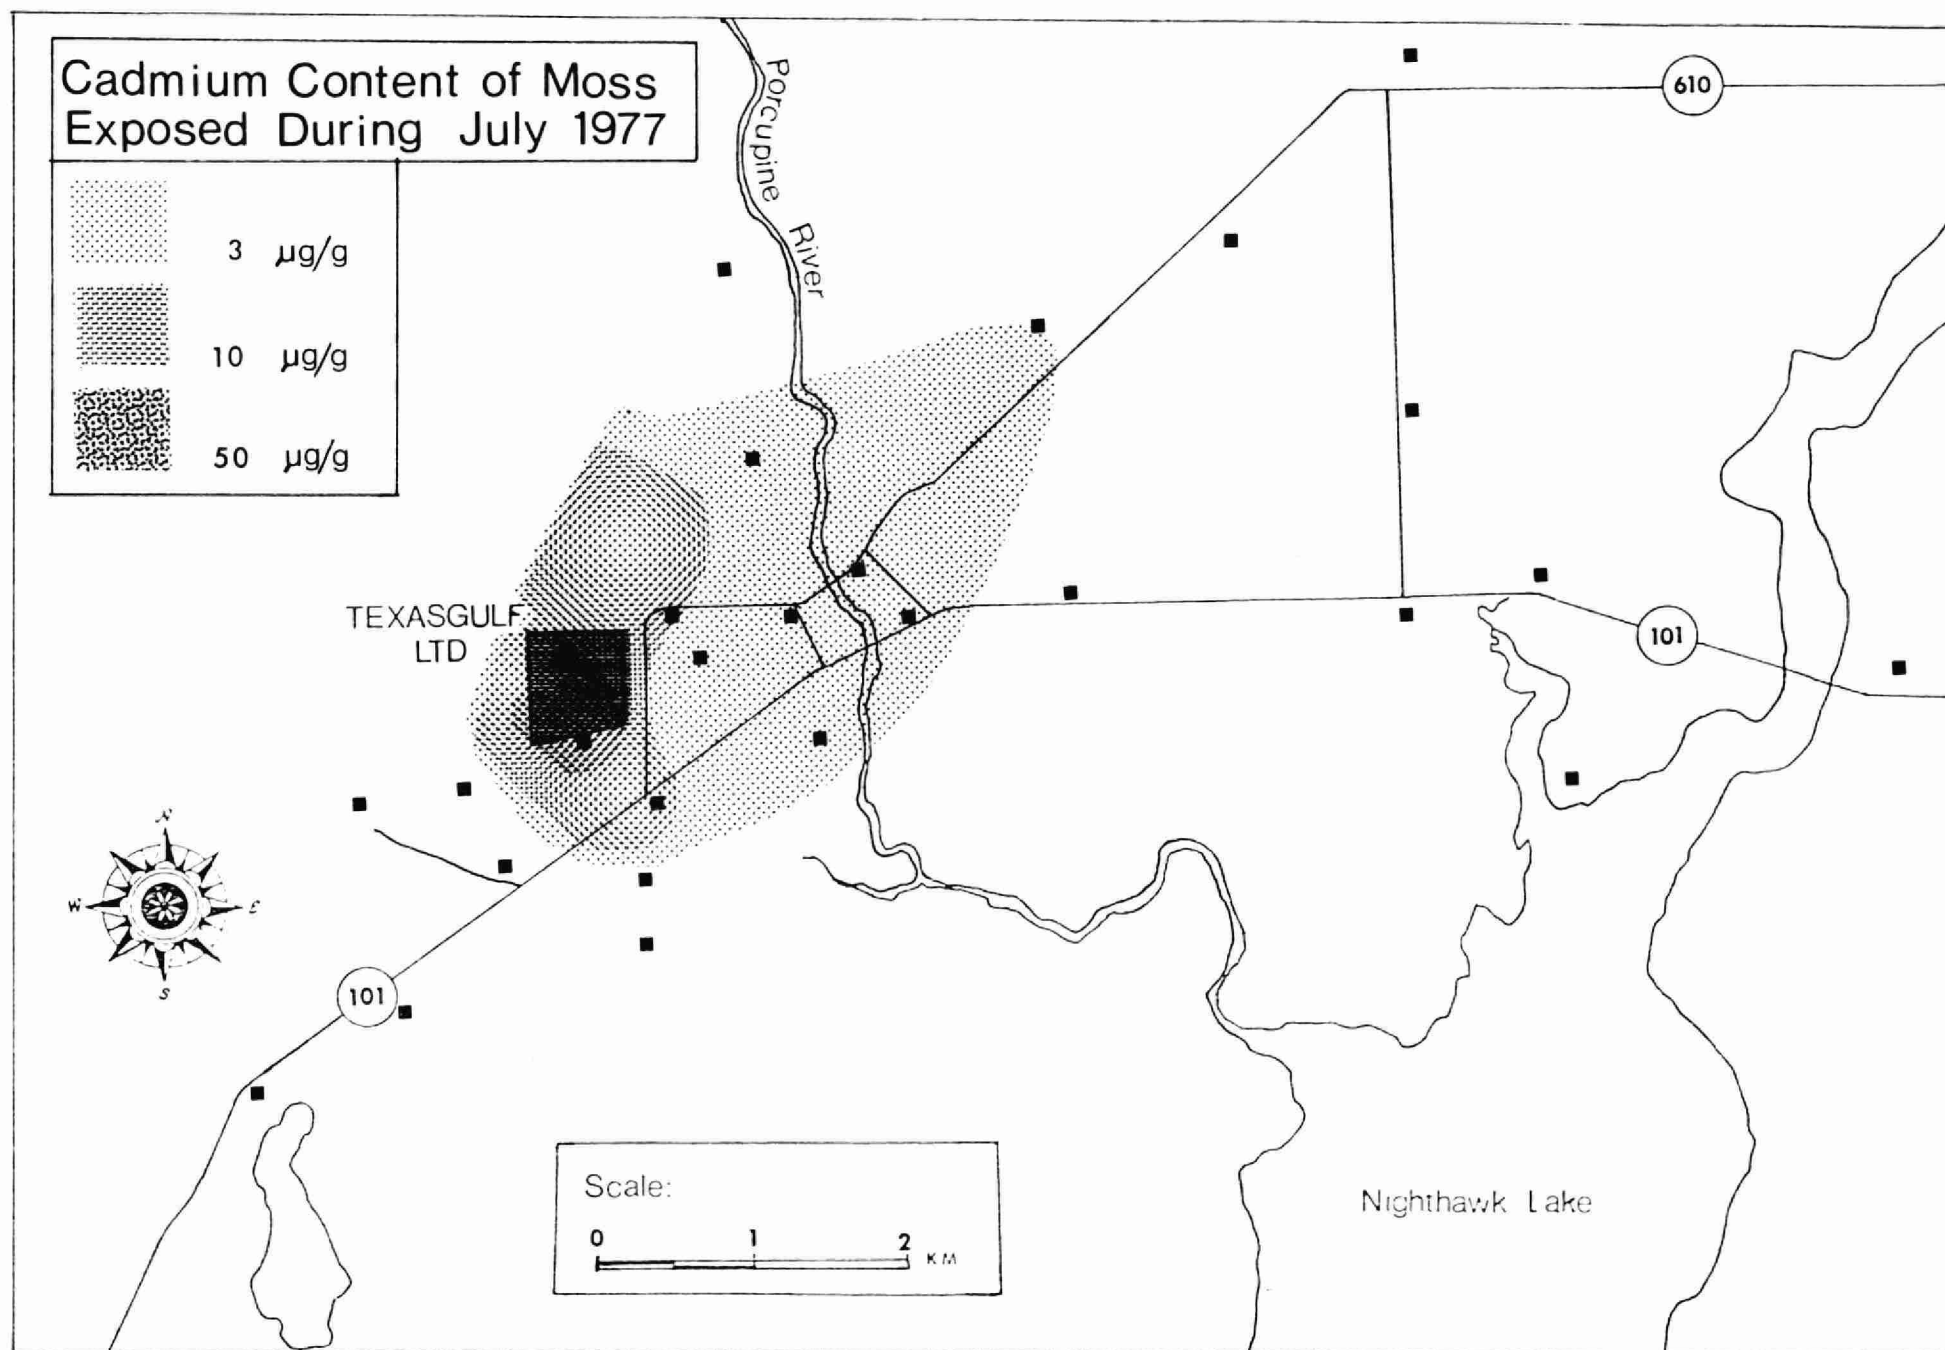 Cadmium Content of Moss
Exposed During July 1977
3 µg/g
10 µg/g
50 µg/g
Porcupine
River
610
TEXASGULF
LTD
101
N
W
E
S
101
Scale:
0 1 2
KM
Nighthawk Lake